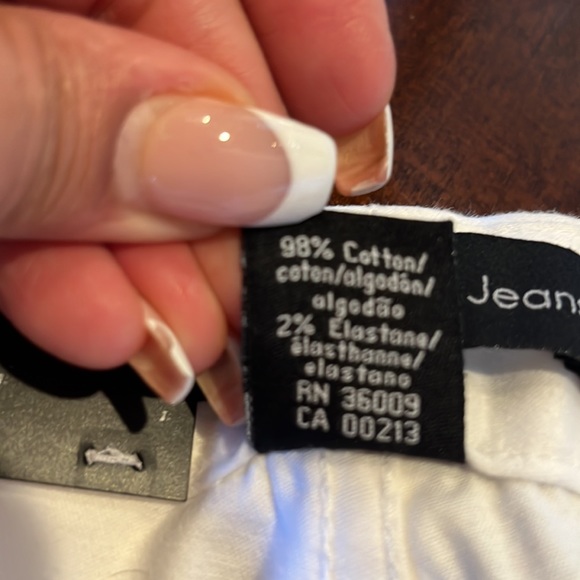 98% Cotton/
coton/algodón/
algodão
2% Elastane/
élasthanne/
elastano
RN 36009
CA 00213
Jeans